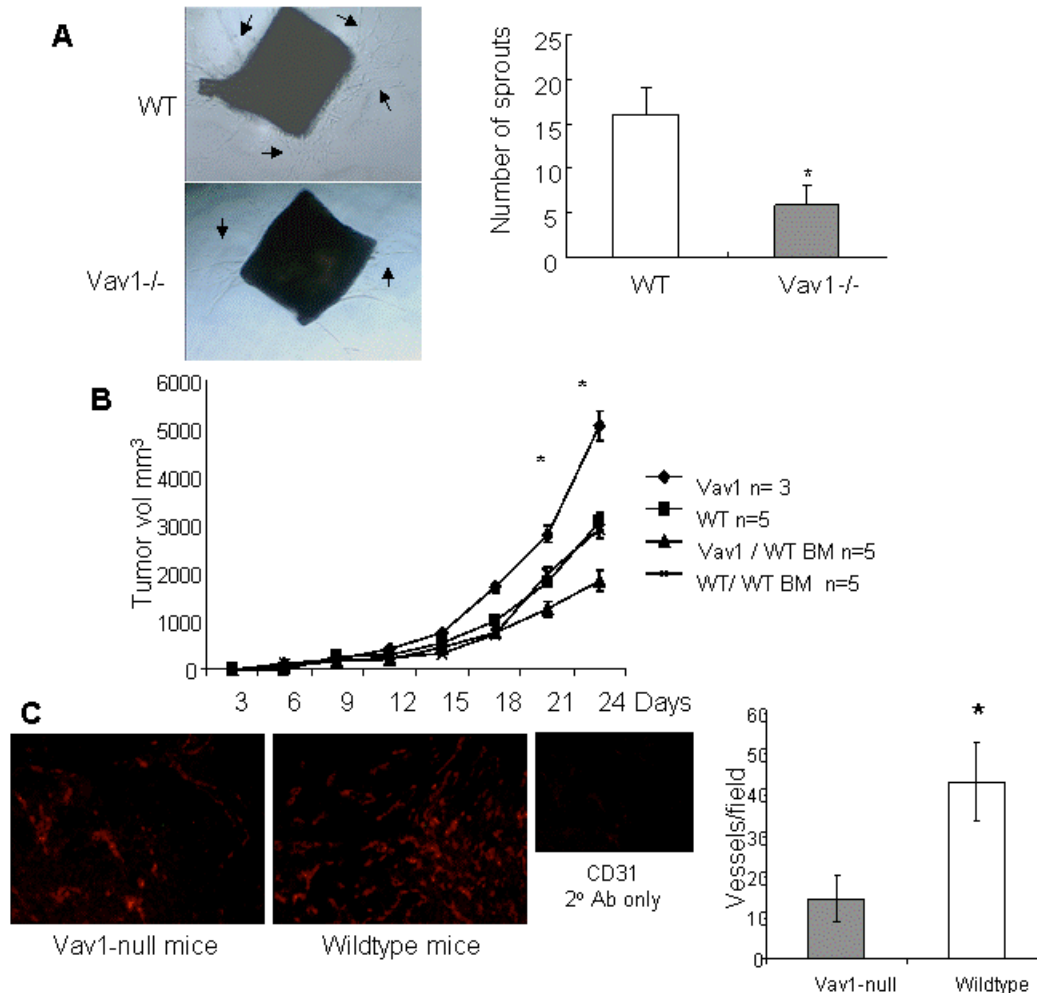 A
WT
Vav1-/-
Number of sprouts
25
20
15
10
5
0
*
WT
Vav1-/-
B
Tumor vol mm³
6000
5000
4000
3000
2000
1000
0
*
*
3 6 9 12 15 18 21 24 Days
Vav1 n= 3
WT n=5
Vav1 / WT BM n=5
WT/ WT BM n=5
C
Vav1-null mice
Wildtype mice
CD31
2º Ab only
Vessels/field
60
50
40
30
20
10
0
*
Vav1-null
Wildtype